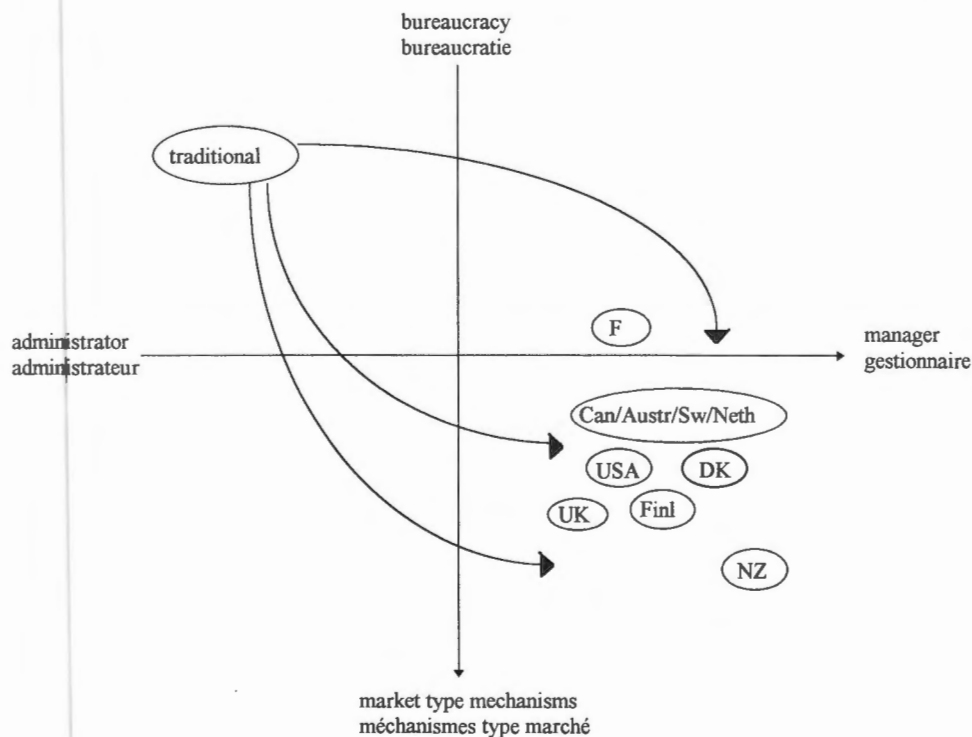 bureaucracy
bureaucratie
traditional
F
administrator
administrateur
manager
gestionnaire
Can/Austr/Sw/Neth
USA
DK
UK
Finl
NZ
market type mechanisms
méchanismes type marché